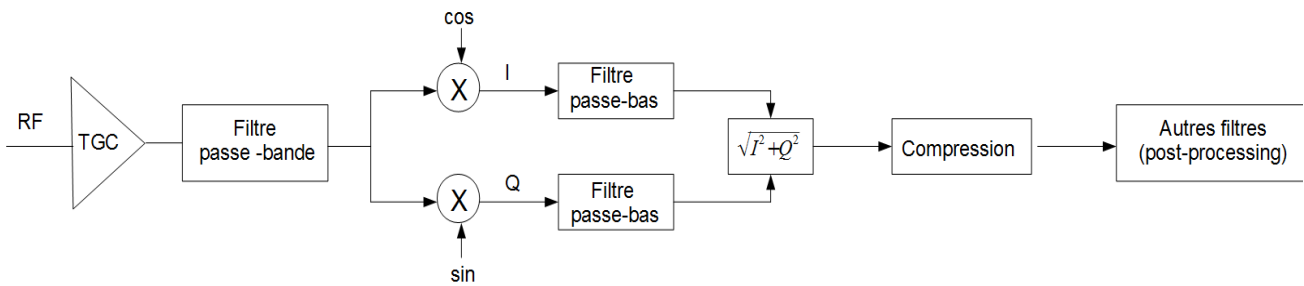 cos
RF
TGC
Filtre
passe -bande
X
I
Filtre
passe-bas
√I²+Q²
Compression
Autres filtres
(post-processing)
X
Q
Filtre
passe-bas
sin